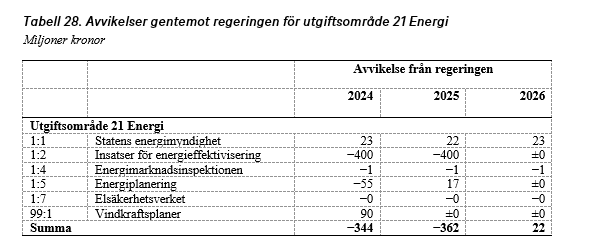 Tabell 28. Avvikelser gentemot regeringen för utgiftsområde 21 Energi
Miljoner kronor
Avvikelse från regeringen
2024 2025 2026
Utgiftsområde 21 Energi
1:1 Statens energimyndighet 23 22 23
1:2 Insatser för energieffektivisering −400 −400 ±0
1:4 Energimarknadsinspektionen −1 −1 −1
1:5 Energiplanering −55 17 ±0
1:7 Elsäkerhetsverket −0 −0 −0
99:1 Vindkraftsplaner 90 ±0 ±0
Summa −344 −362 22